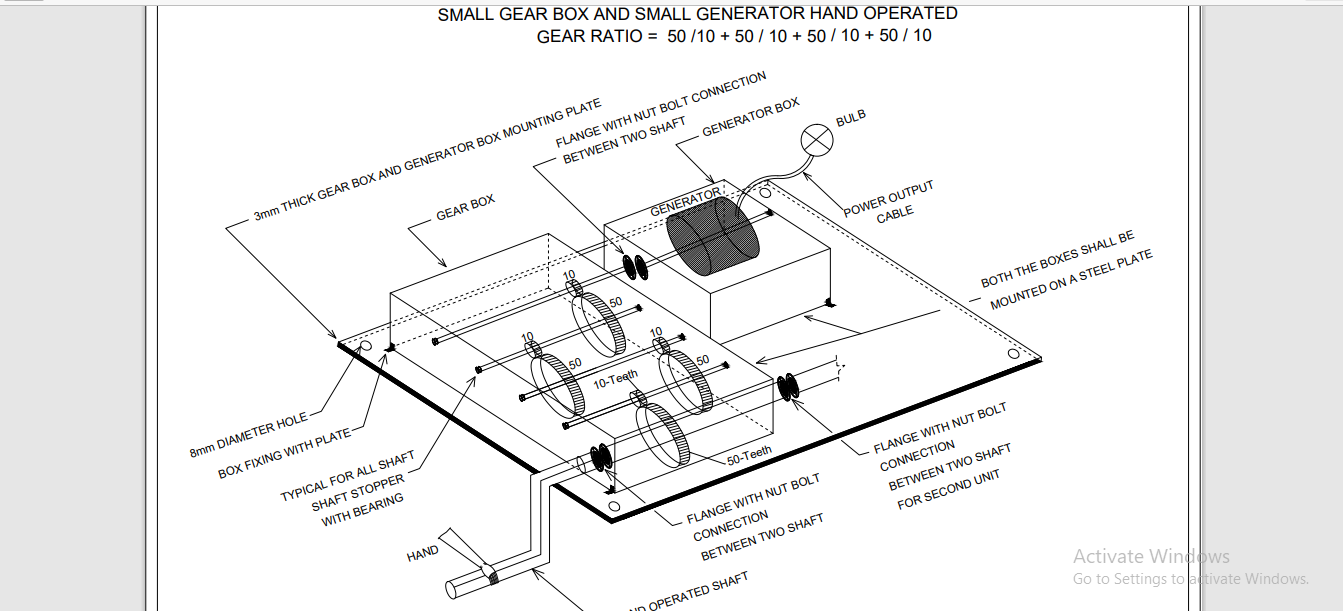 SMALL GEAR BOX AND SMALL GENERATOR HAND OPERATED
GEAR RATIO = 50 /10 + 50 / 10 + 50 / 10 + 50 / 10
3mm THICK GEAR BOX AND GENERATOR BOX MOUNTING PLATE
FLANGE WITH NUT BOLT CONNECTION
BETWEEN TWO SHAFT
GENERATOR BOX
BULB
GEAR BOX
GENERATOR
POWER OUTPUT
CABLE
BOTH THE BOXES SHALL BE
MOUNTED ON A STEEL PLATE
10
50
10
50
10
50
10-Teeth
50-Teeth
8mm DIAMETER HOLE
BOX FIXING WITH PLATE
TYPICAL FOR ALL SHAFT
SHAFT STOPPER
WITH BEARING
FLANGE WITH NUT BOLT
CONNECTION
BETWEEN TWO SHAFT
FOR SECOND UNIT
FLANGE WITH NUT BOLT
CONNECTION
BETWEEN TWO SHAFT
HAND
OPERATED SHAFT
Activate Windows
Go to Settings to activate Windows.